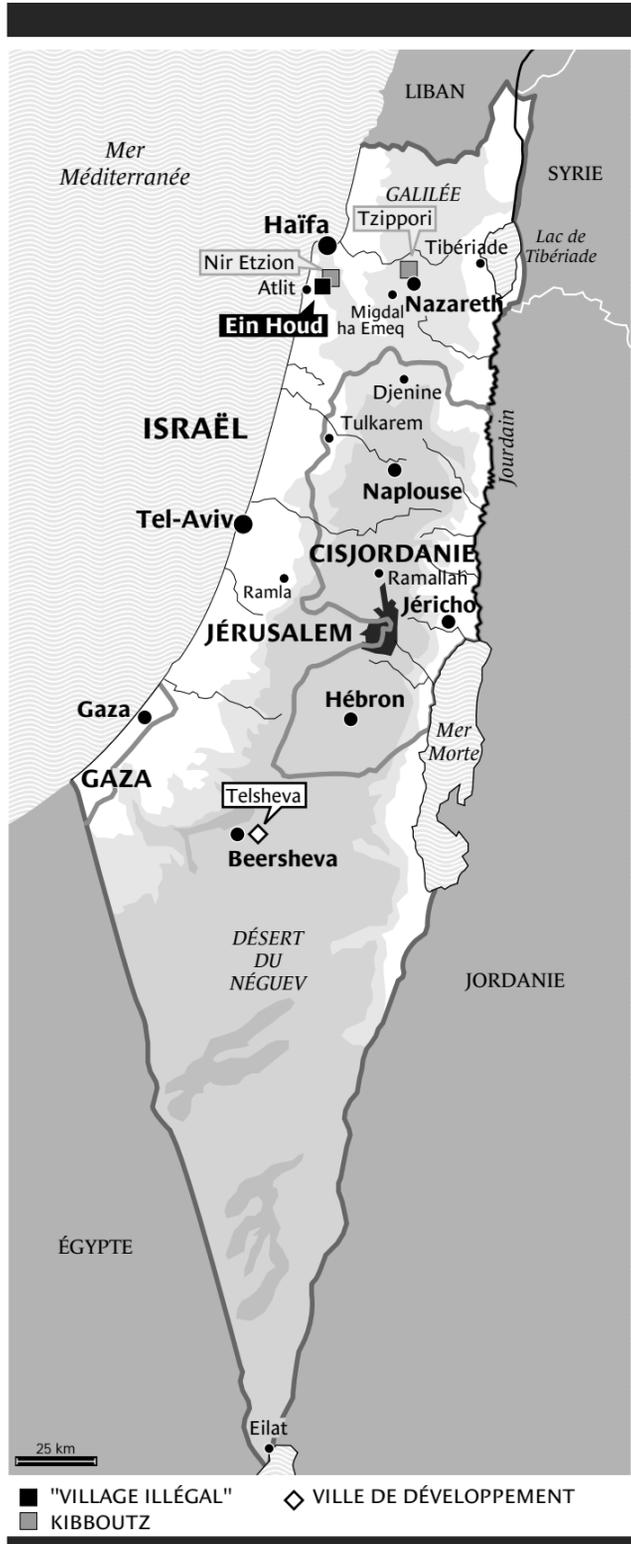 LIBAN
Mer
Méditerranée
SYRIE
GALILÉE
Tzippori
Haïfa
Tibériade
Lac de
Tibériade
Nir Etzion
Atlit
Nazareth
Migdal
ha Emeq
Ein Houd
Djenine
Jourdain
ISRAËL
Tulkarem
Naplouse
Tel-Aviv
CISJORDANIE
Ramallah
Ramla
Jéricho
JÉRUSALEM
Hébron
Gaza
Mer
Morte
GAZA
Telsheva
Beersheva
DÉSERT
DU
NÉGUEV
JORDANIE
ÉGYPTE
Eilat
25 km
"VILLAGE ILLÉGAL"
VILLE DE DÉVELOPPEMENT
KIBBOUTZ